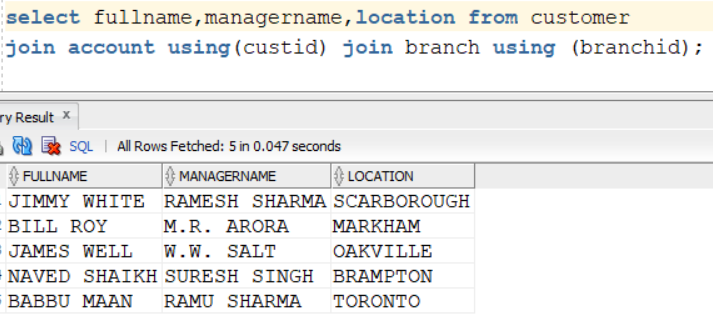 select fullname,managername,location from customer
join account using(custid) join branch using (branchid);
ry Result x
SQL | All Rows Fetched: 5 in 0.047 seconds
FULLNAME MANAGERNAME LOCATION
JIMMY WHITE RAMESH SHARMA SCARBOROUGH
BILL ROY M.R. ARORA MARKHAM
JAMES WELL W.W. SALT OAKVILLE
NAVED SHAIKH SURESH SINGH BRAMPTON
BABBU MAAN RAMU SHARMA TORONTO